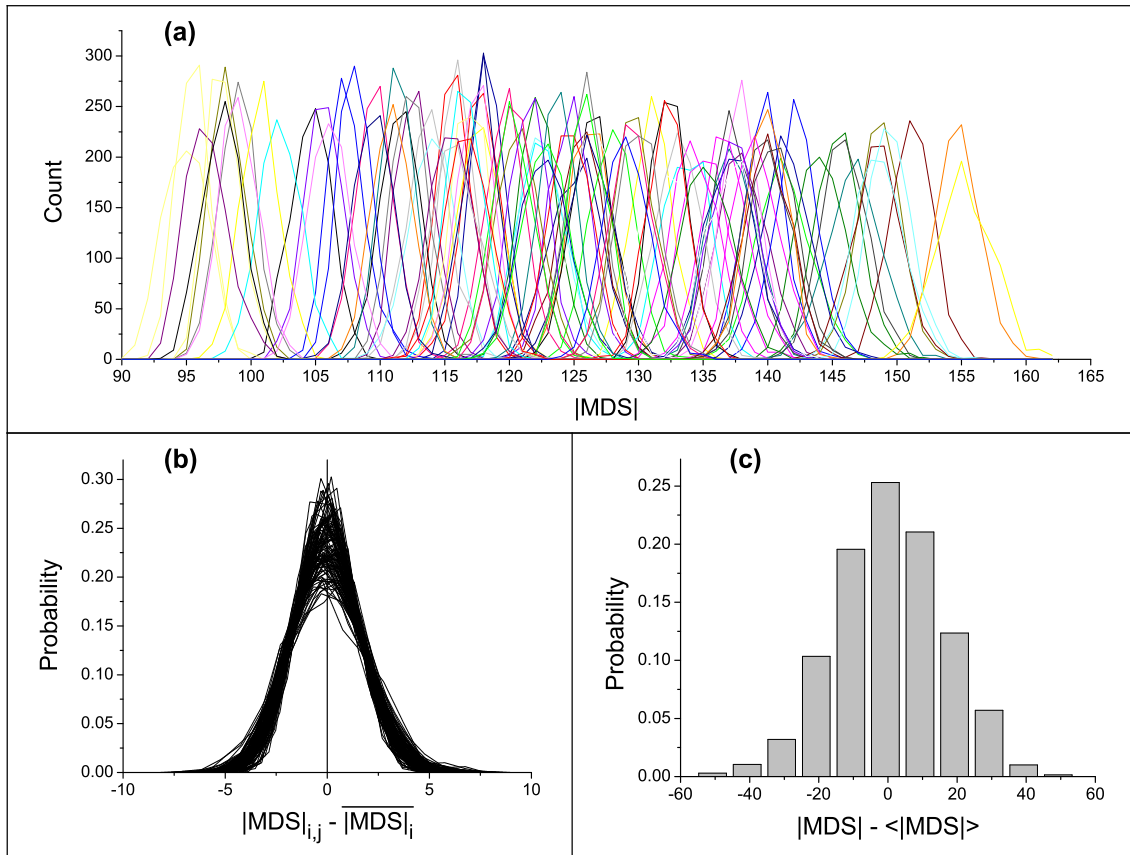 (a)
300
250
200
150
100
50
0
Count
90 95 100 105 110 115 120 125 130 135 140 145 150 155 160 165
|MDS|
(b)
0.30
0.25
0.20
0.15
0.10
0.05
0.00
Probability
-10 -5 0 5 10
|MDS|i,j - |MDS|i
(c)
0.25
0.20
0.15
0.10
0.05
0.00
Probability
-60 -40 -20 0 20 40 60
|MDS| - <|MDS|>